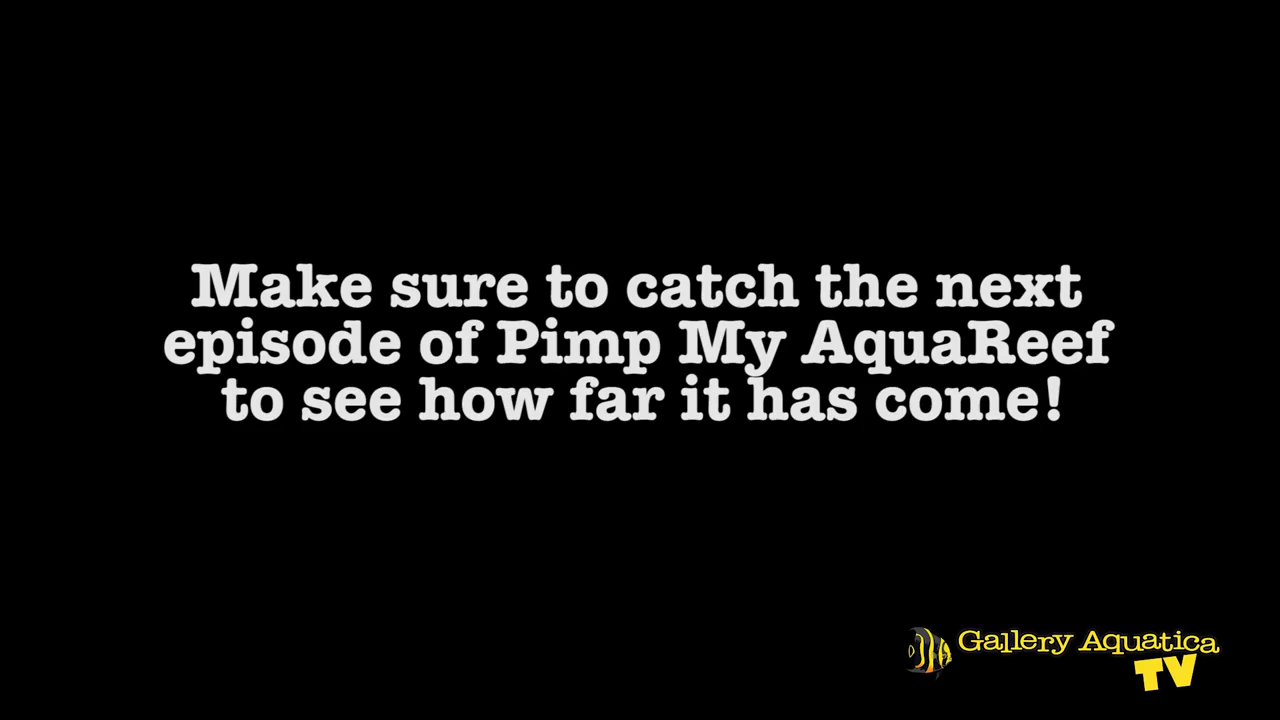 Make sure to catch the next
episode of Pimp My AquaReef
to see how far it has come!
Gallery Aquatica
TV